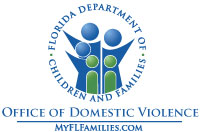 FLORIDA DEPARTMENT OF
CHILDREN AND FAMILIES
OFFICE OF DOMESTIC VIOLENCE
MYFLFAMILIES.COM